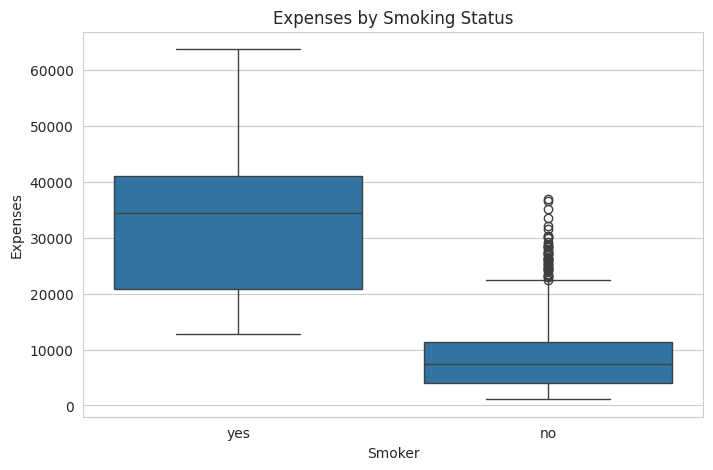 Expenses by Smoking Status
Expenses
60000
50000
40000
30000
20000
10000
0
yes
no
Smoker